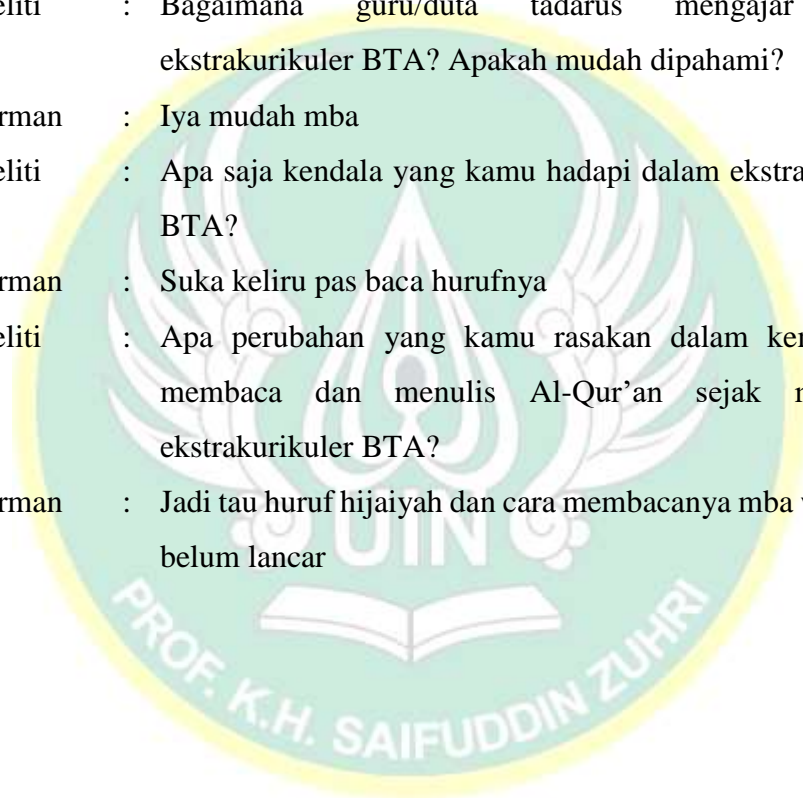 eliti : Bagaimana guru/duta tadarus mengajar
ekstrakurikuler BTA? Apakah mudah dipahami?
rman : Iya mudah mba
eliti : Apa saja kendala yang kamu hadapi dalam ekstra
BTA?
rman : Suka keliru pas baca hurufnya
eliti : Apa perubahan yang kamu rasakan dalam ke
membaca dan menulis Al-Qur’an sejak
ekstrakurikuler BTA?
rman : Jadi tau huruf hijaiyah dan cara membacanya mba
belum lancar
UIN
PROF. K.H. SAIFUDDIN ZUHRI